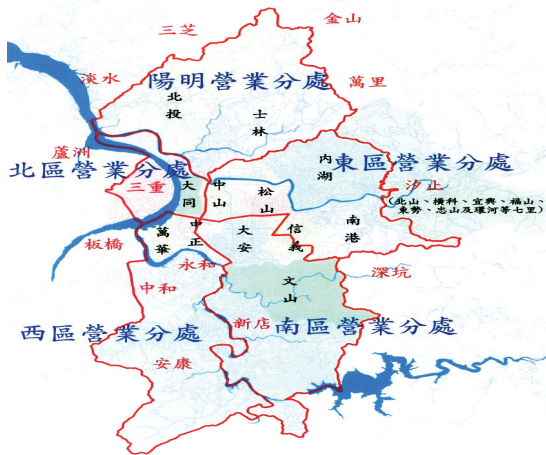 金山
三芝
淡水
陽明營業分處
萬里
北投
士林
蘆洲
內湖
北區營業分處
東區營業分處
三重
大同
中山
松山
汐止
(北山、橫科、宜興、福山、
東勢、忠山及環河等七里)
南港
萬華
中正
大安
信義
板橋
永和
深坑
文山
中和
新店
西區營業分處
南區營業分處
安康